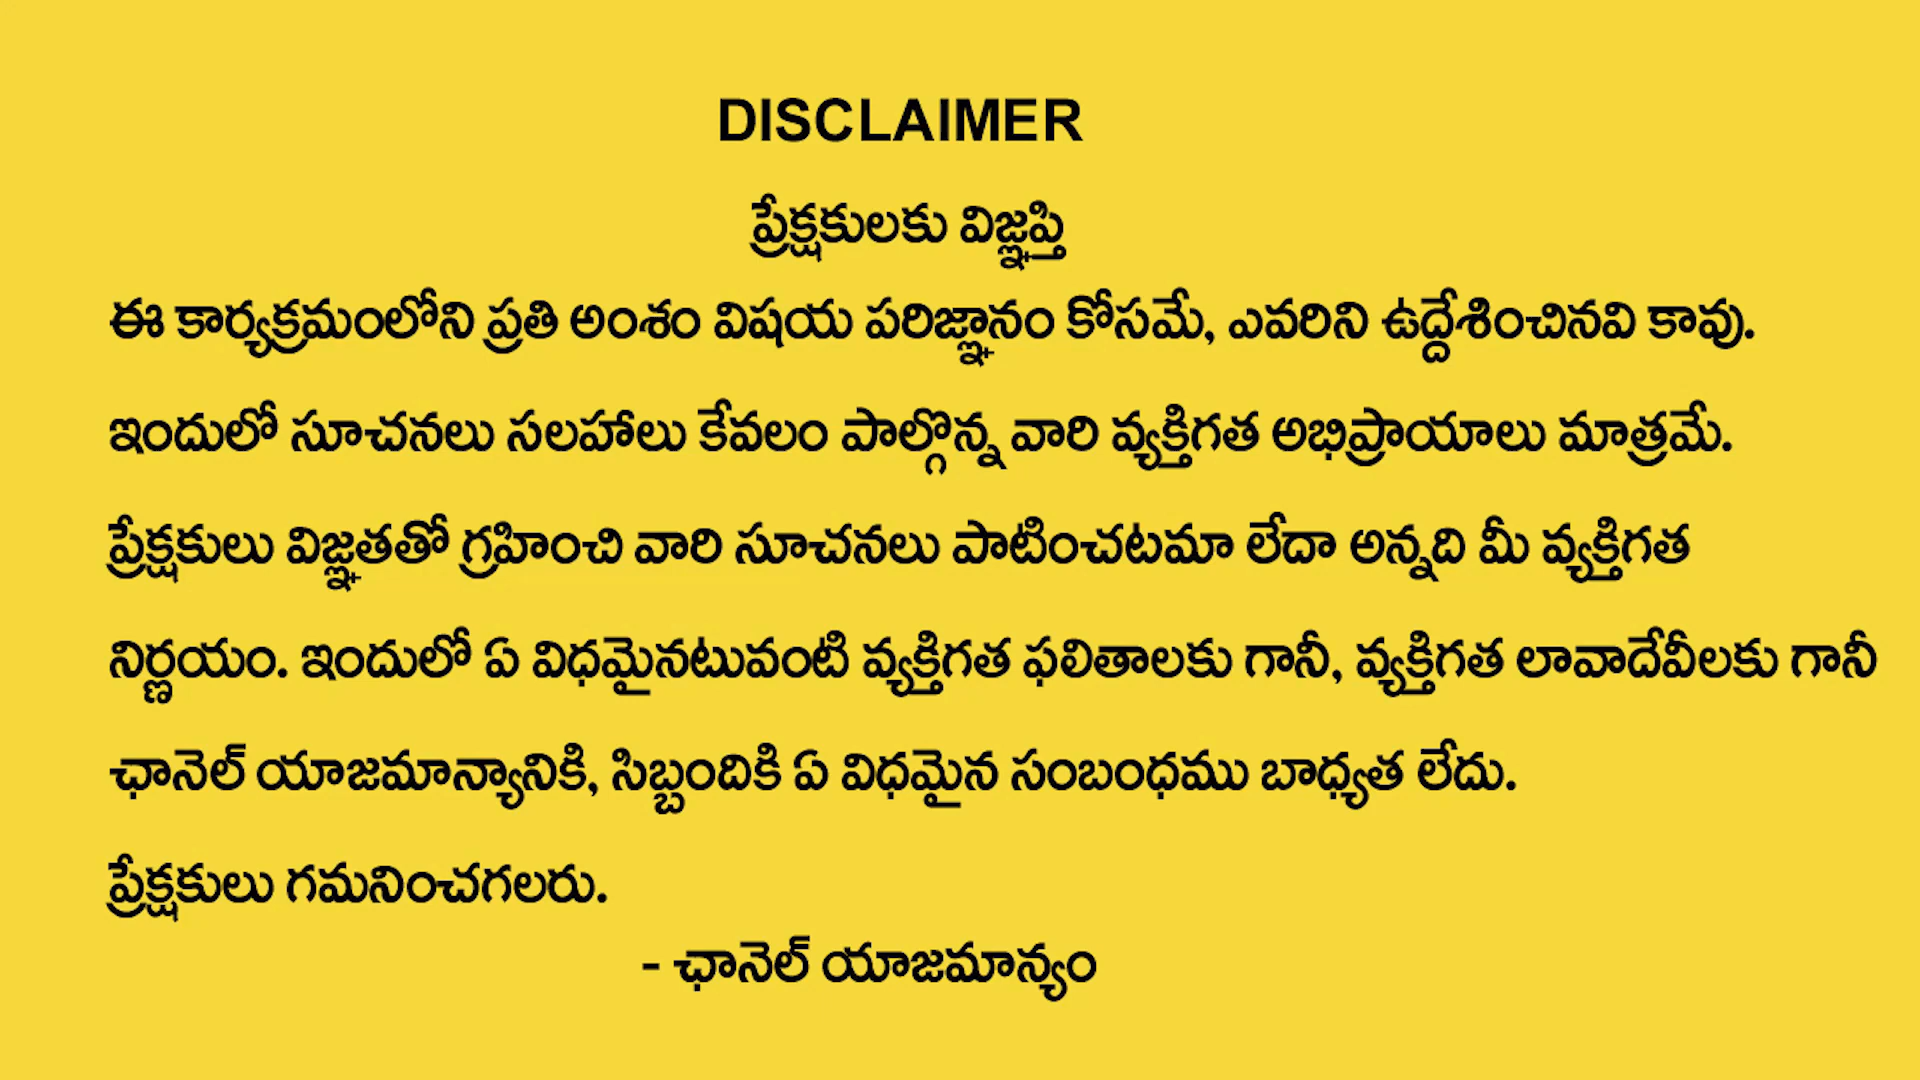 DISCLAIMER
ప్రేక్షకులకు విజ్ఞప్తి
ఈ కార్యక్రమంలోని ప్రతి అంశం విషయ పరిజ్ఞానం కోసమే, ఎవరిని ఉద్దేశించినవి కావు.
ఇందులో సూచనలు సలహాలు కేవలం పాల్గొన్న వారి వ్యక్తిగత అభిప్రాయాలు మాత్రమే.
ప్రేక్షకులు విజ్ఞతతో గ్రహించి వారి సూచనలు పాటించటమా లేదా అన్నది మీ వ్యక్తిగత
నిర్ణయం. ఇందులో ఏ విధమైనటువంటి వ్యక్తిగత ఫలితాలకు గానీ, వ్యక్తిగత లావాదేవీలకు గానీ
ఛానెల్ యాజమాన్యానికి, సిబ్బందికి ఏ విధమైన సంబంధము బాధ్యత లేదు.
ప్రేక్షకులు గమనించగలరు.
- ఛానెల్ యాజమాన్యం